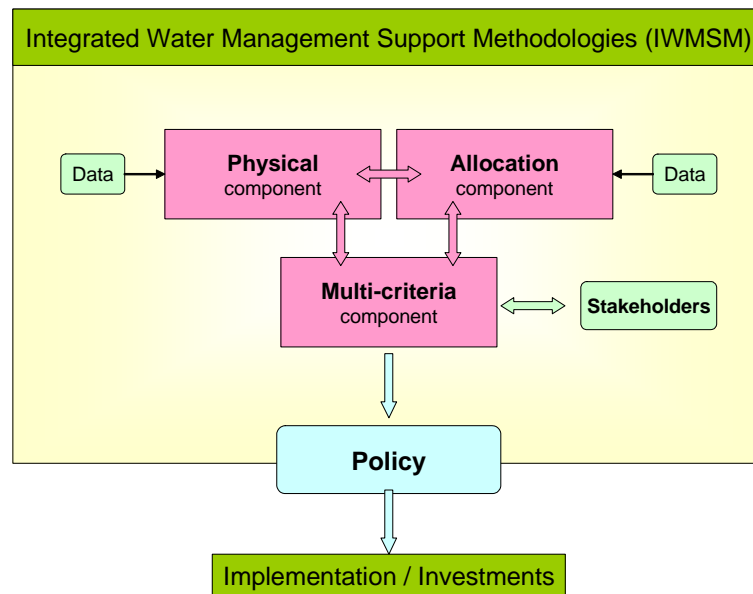 Integrated Water Management Support Methodologies (IWMSM)
Data
Physical
component
Allocation
component
Data
Multi-criteria
component
Stakeholders
Policy
Implementation / Investments